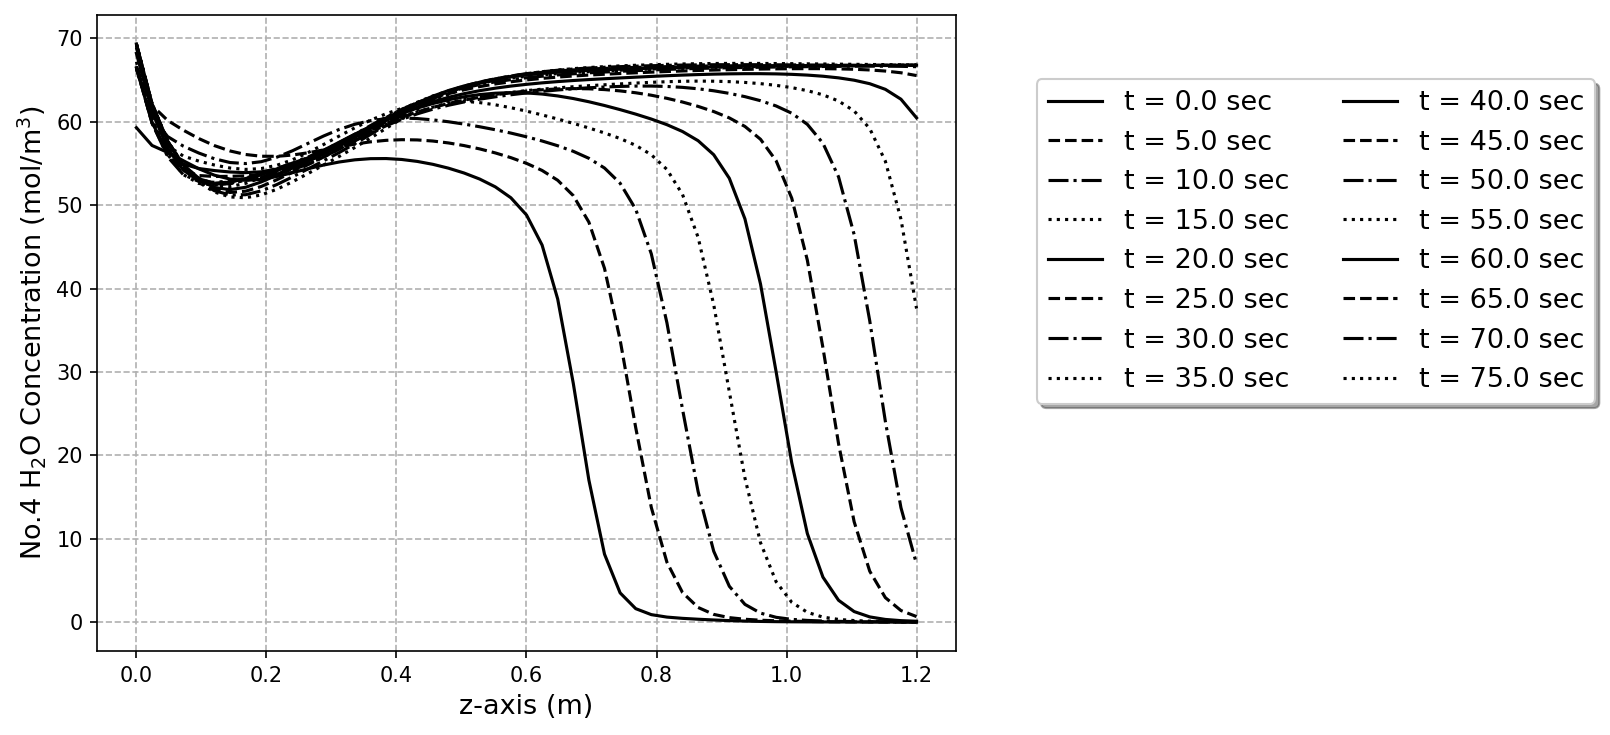 No.4 H₂O Concentration (mol/m³)
70
60
50
40
30
20
10
0
0.0 0.2 0.4 0.6 0.8 1.0 1.2
z-axis (m)
t = 0.0 sec
t = 5.0 sec
t = 10.0 sec
t = 15.0 sec
t = 20.0 sec
t = 25.0 sec
t = 30.0 sec
t = 35.0 sec
t = 40.0 sec
t = 45.0 sec
t = 50.0 sec
t = 55.0 sec
t = 60.0 sec
t = 65.0 sec
t = 70.0 sec
t = 75.0 sec